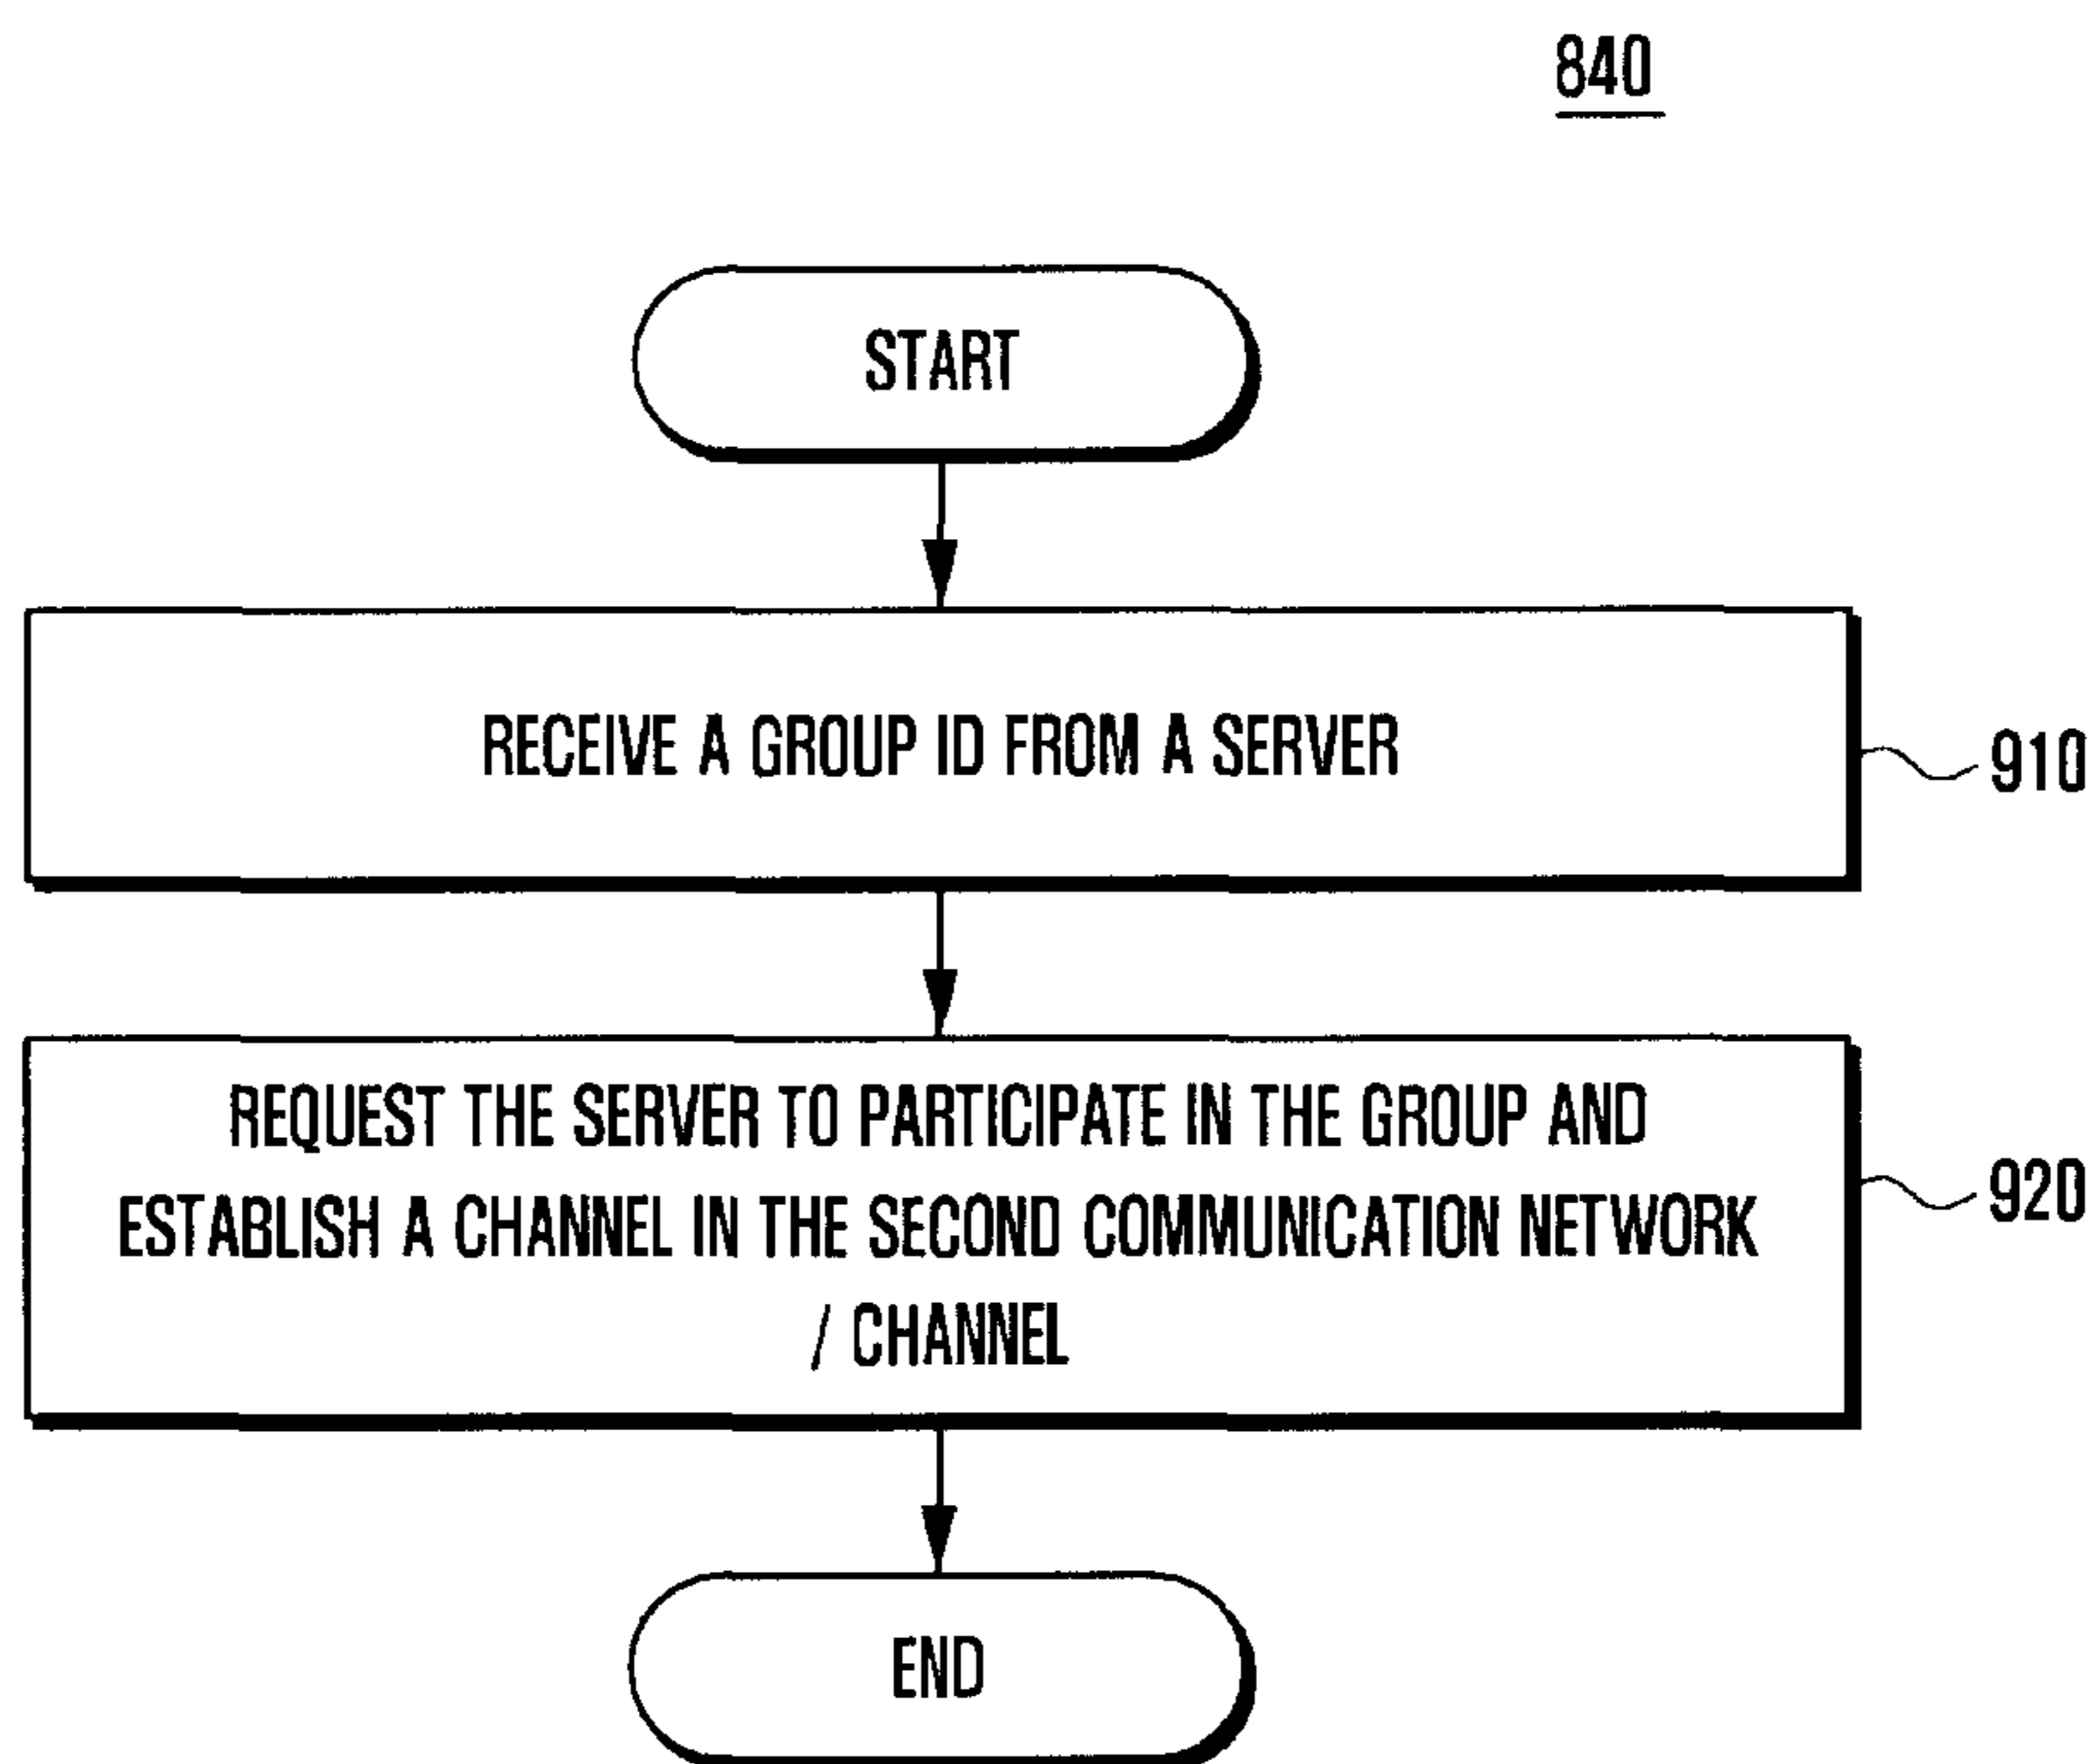 840
START
RECEIVE A GROUP ID FROM A SERVER
910
REQUEST THE SERVER TO PARTICIPATE IN THE GROUP AND
ESTABLISH A CHANNEL IN THE SECOND COMMUNICATION NETWORK
/ CHANNEL
920
END